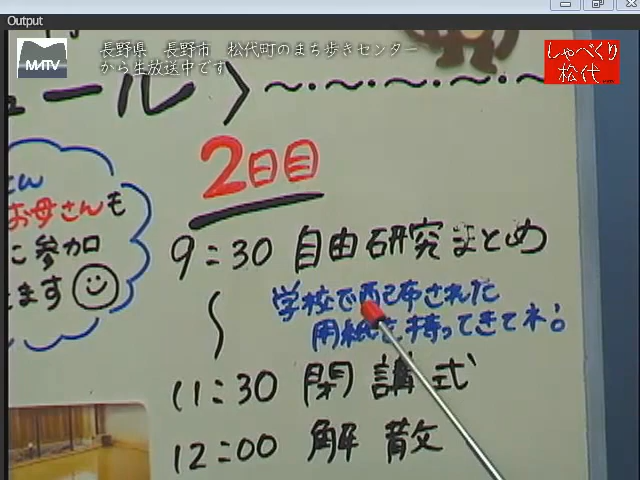 Output
MATV
長野県 長野市 松代町のまち歩きセンター
から生放送中です
しゃべくり
松代
ュール〉〜・〜・〜・〜
2日目
さん
お母さんも
に参加
ます
9:30 自由研究まとめ
学校で配布された
用紙を持ってきてネ。
11:30 閉講式
12:00 解散